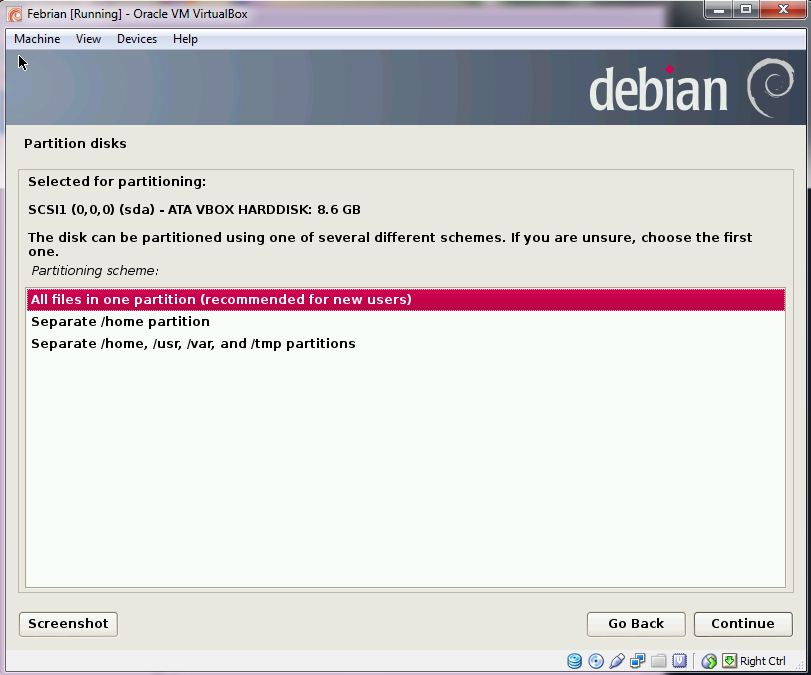 Febrian [Running] - Oracle VM VirtualBox
Machine View Devices Help
debian
Partition disks
Selected for partitioning:
SCSI1 (0,0,0) (sda) - ATA VBOX HARDDISK: 8.6 GB
The disk can be partitioned using one of several different schemes. If you are unsure, choose the first
one.
Partitioning scheme:
All files in one partition (recommended for new users)
Separate /home partition
Separate /home, /usr, /var, and /tmp partitions
Screenshot Go Back Continue
Right Ctrl